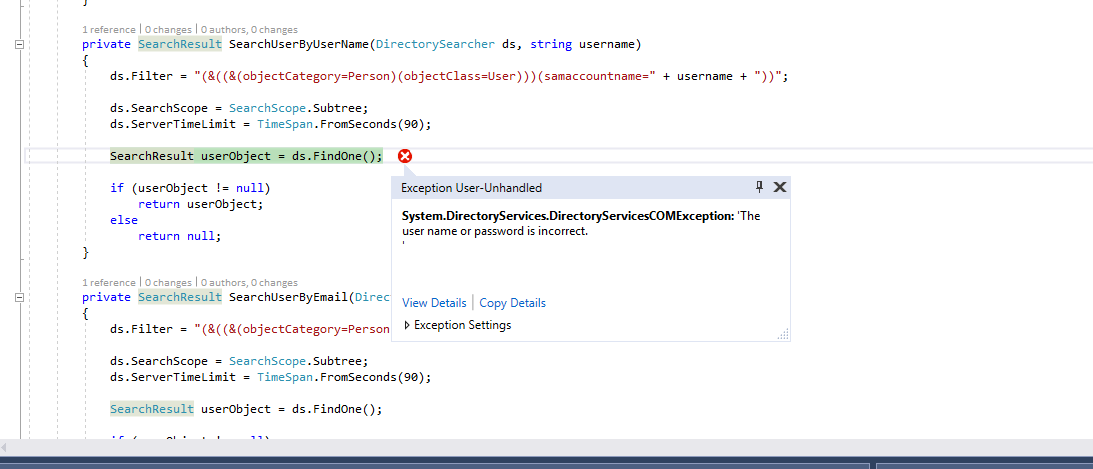 }
1 reference | 0 changes | 0 authors, 0 changes
private SearchResult SearchUserByUserName(DirectorySearcher ds, string username)
{
ds.Filter = "(&((&(objectCategory=Person)(objectClass=User)))(samaccountname=" + username + "))";
ds.SearchScope = SearchScope.Subtree;
ds.ServerTimeLimit = TimeSpan.FromSeconds(90);
SearchResult userObject = ds.FindOne();
if (userObject != null)
return userObject;
else
return null;
}
Exception User-Unhandled
System.DirectoryServices.DirectoryServicesCOMException: 'The
user name or password is incorrect.
'
View Details | Copy Details
Exception Settings
1 reference | 0 changes | 0 authors, 0 changes
private SearchResult SearchUserByEmail(Direc
{
ds.Filter = "(&((&(objectCategory=Person
ds.SearchScope = SearchScope.Subtree;
ds.ServerTimeLimit = TimeSpan.FromSeconds(90);
SearchResult userObject = ds.FindOne();